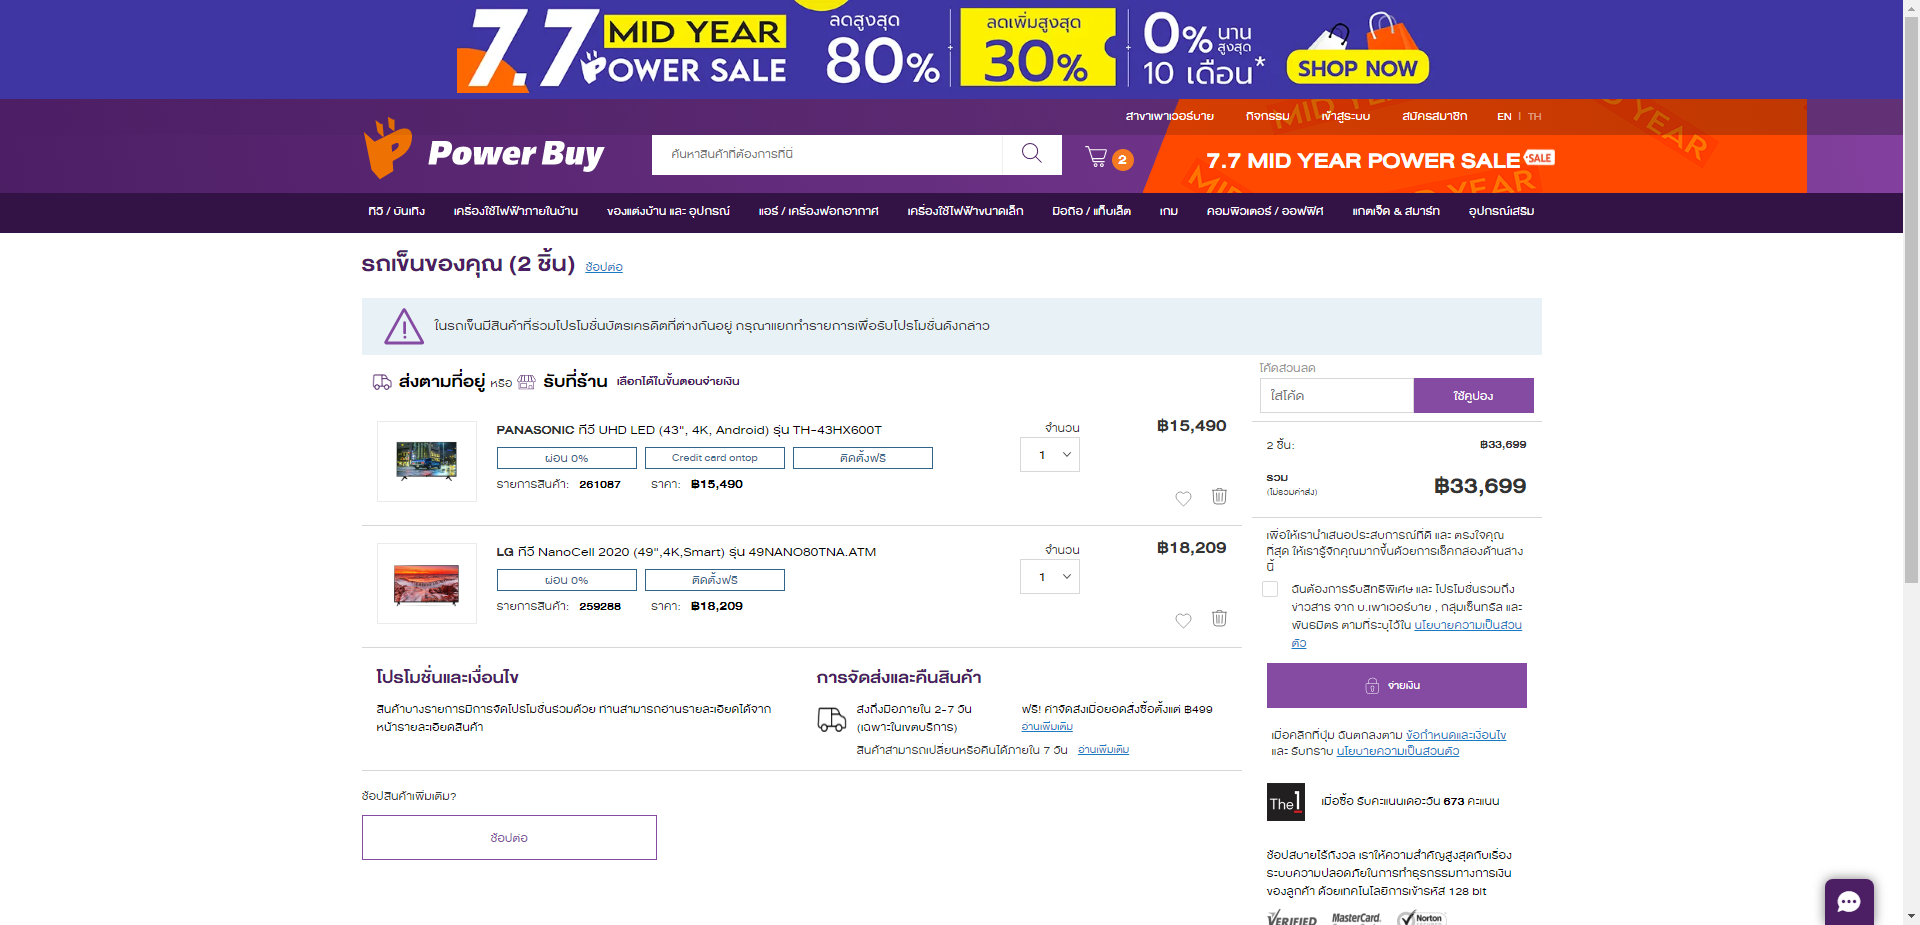 7.7 MID YEAR
POWER SALE
ลดสูงสุด
80%
ลดเพิ่มสูงสุด
30%
0% นาน
สูงสุด
10 เดือน*
SHOP NOW
สาขาเพาเวอร์บาย กิจกรรม เข้าสู่ระบบ สมัครสมาชิก EN | TH
Power Buy
ค้นหาสินค้าที่ต้องการที่นี่
2
7.7 MID YEAR POWER SALE SALE
ทีวี / บันเทิง เครื่องใช้ไฟฟ้าภายในบ้าน ของแต่งบ้าน และ อุปกรณ์ แอร์ / เครื่องฟอกอากาศ เครื่องใช้ไฟฟ้าขนาดเล็ก มือถือ / แท็บเล็ต เกม คอมพิวเตอร์ / ออฟฟิศ แกดเจ็ด & สมาร์ท อุปกรณ์เสริม
รถเข็นของคุณ (2 ชิ้น) ช้อปต่อ
ในรถเข็นมีสินค้าที่ร่วมโปรโมชั่นบัตรเครดิตที่ต่างกันอยู่ กรุณาแยกทำรายการเพื่อรับโปรโมชั่นดังกล่าว
ส่งตามที่อยู่ หรือ รับที่ร้าน เลือกได้ในขั้นตอนจ่ายเงิน
PANASONIC ทีวี UHD LED (43", 4K, Android) รุ่น TH-43HX600T
จำนวน
฿15,490
ผ่อน 0% Credit card ontop ติดตั้งฟรี
1
รายการสินค้า: 261087 ราคา: ฿15,490
LG ทีวี NanoCell 2020 (49",4K,Smart) รุ่น 49NANO80TNA.ATM
จำนวน
฿18,209
ผ่อน 0% ติดตั้งฟรี
1
รายการสินค้า: 259288 ราคา: ฿18,209
โปรโมชั่นและเงื่อนไข
สินค้าบางรายการมีการจัดโปรโมชั่นร่วมด้วย ท่านสามารถอ่านรายละเอียดได้จาก
หน้ารายละเอียดสินค้า
การจัดส่งและคืนสินค้า
ส่งถึงมือภายใน 2-7 วัน
(เฉพาะในเขตบริการ)
ฟรี! ค่าจัดส่งเมื่อยอดสั่งซื้อตั้งแต่ ฿499
อ่านเพิ่มเติม
สินค้าสามารถเปลี่ยนหรือคืนได้ภายใน 7 วัน อ่านเพิ่มเติม
ช้อปสินค้าเพิ่มเติม?
ช้อปต่อ
โค้ดส่วนลด
ใส่โค้ด ใช้คูปอง
2 ชิ้น: ฿33,699
รวม
(ไม่รวมค่าส่ง)
฿33,699
เพื่อให้เรานำเสนอประสบการณ์ที่ดี และ ตรงใจคุณ
ที่สุด ให้เรารู้จักคุณมากขึ้นด้วยการเช็คกล่องด้านล่าง
นี้
ฉันต้องการรับสิทธิพิเศษ และ โปรโมชั่นรวมถึง
ข่าวสาร จาก บ.เพาเวอร์บาย , กลุ่มเซ็นทรัล และ
พันธมิตร ตามที่ระบุไว้ใน นโยบายความเป็นส่วน
ตัว
จ่ายเงิน
เมื่อคลิกที่ปุ่ม ฉันตกลงตาม ข้อกำหนดและเงื่อนไข
และ รับทราบ นโยบายความเป็นส่วนตัว
The1
เมื่อซื้อ รับคะแนนเดอะวัน 673 คะแนน
ช้อปสบายไร้กังวล เราให้ความสำคัญสูงสุดกับเรื่อง
ระบบความปลอดภัยในการทำธุรกรรมทางการเงิน
ของลูกค้า ด้วยเทคโนโลยีการเข้ารหัส 128 bit
VERIFIED MasterCard. Norton